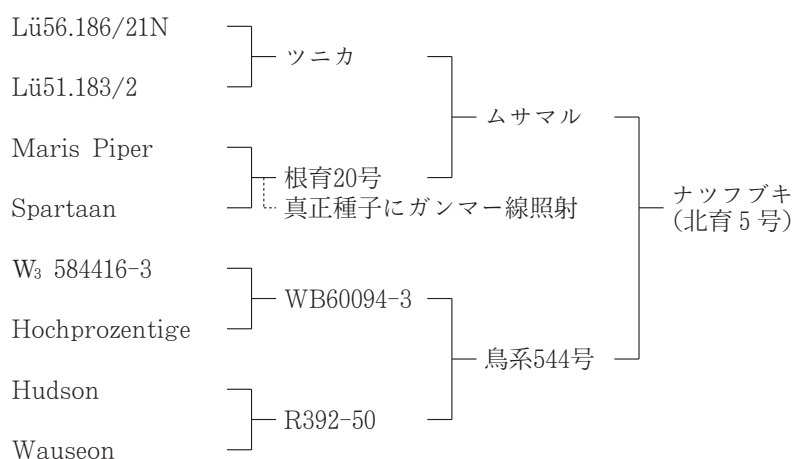 Lü56.186/21N
ツニカ
Lü51.183/2
ムサマル
Maris Piper
根育20号
真正種子にガンマー線照射
Spartaan
ナツフブキ
(北育5号)
W₃ 584416-3
WB60094-3
Hochprozentige
島系544号
Hudson
R392-50
Wauseon